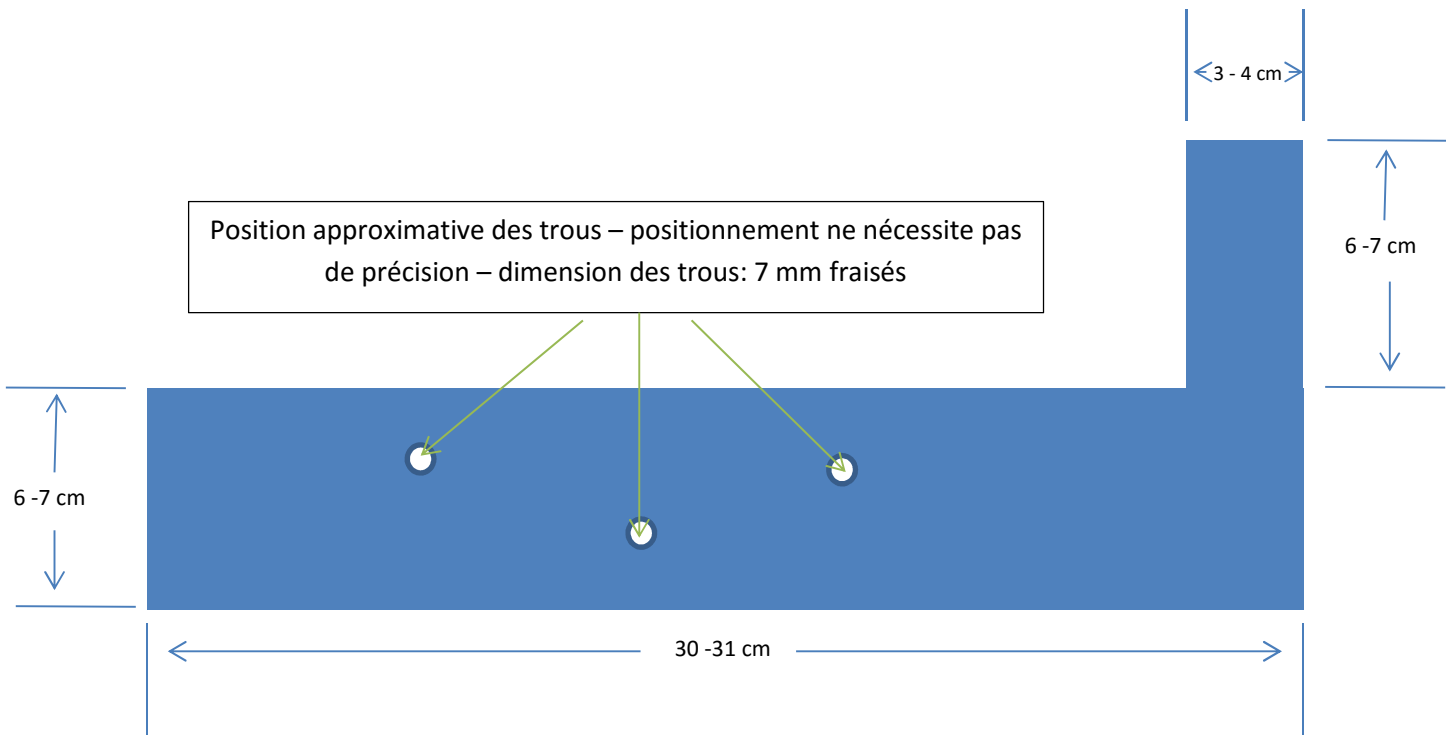 3 - 4 cm
Position approximative des trous – positionnement ne nécessite pas
de précision – dimension des trous: 7 mm fraisés
6 -7 cm
6 -7 cm
30 -31 cm